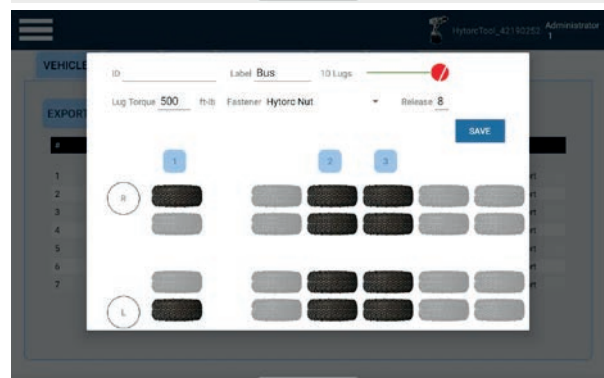 HytorcTool_42190252 Administrator
1
VEHICLE
ID Label Bus 10 Lugs
Lug Torque 500 ft-lb Fastener Hytorc Nut Release 8
EXPORT
SAVE
#
1 2 3
1
2
3
4
5
6
7
R
L